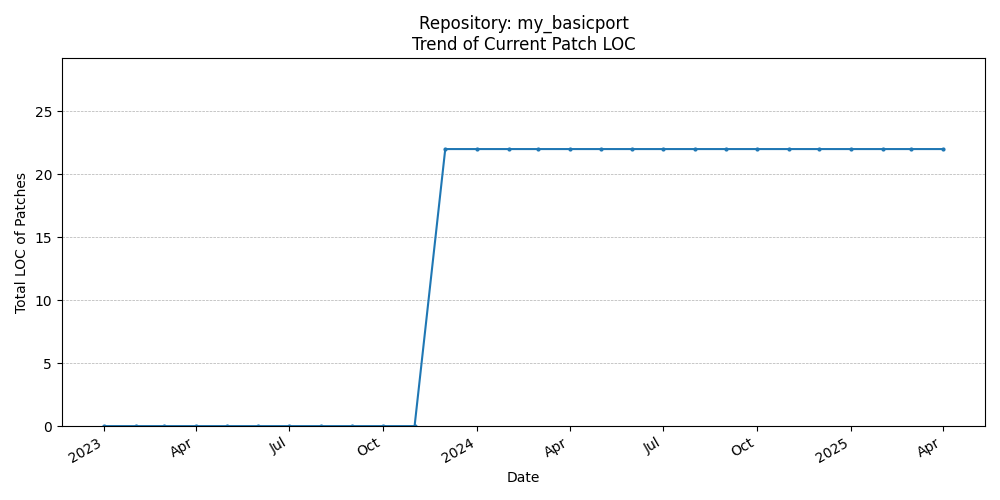 Repository: my_basicport
Trend of Current Patch LOC
Total LOC of Patches
25
20
15
10
5
0
2023
Apr
Jul
Oct
2024
Apr
Jul
Oct
2025
Apr
Date